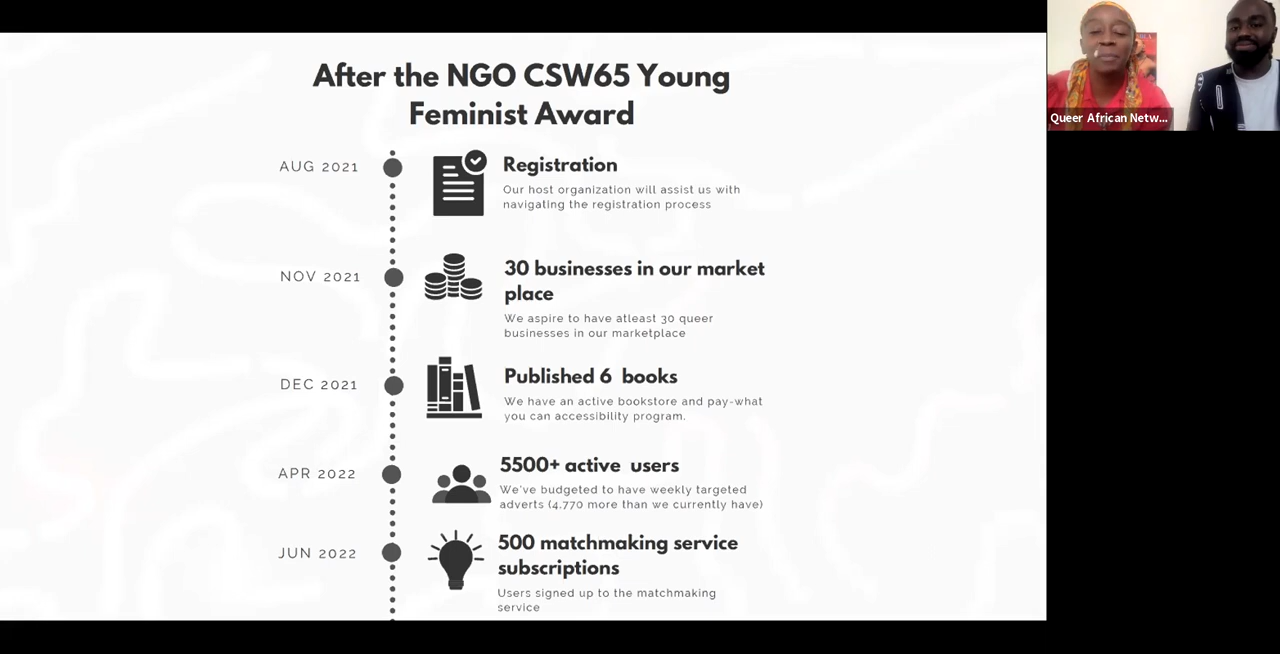 After the NGO CSW65 Young
Feminist Award
AUG 2021
Registration
Our host organization will assist us with
navigating the registration process
NOV 2021
30 businesses in our market
place
We aspire to have atleast 30 queer
businesses in our marketplace
DEC 2021
Published 6 books
We have an active bookstore and pay-what
you can accessibility program.
APR 2022
5500+ active users
We've budgeted to have weekly targeted
adverts (4,770 more than we currently have)
JUN 2022
500 matchmaking service
subscriptions
Users signed up to the matchmaking
service
Queer African Netw...